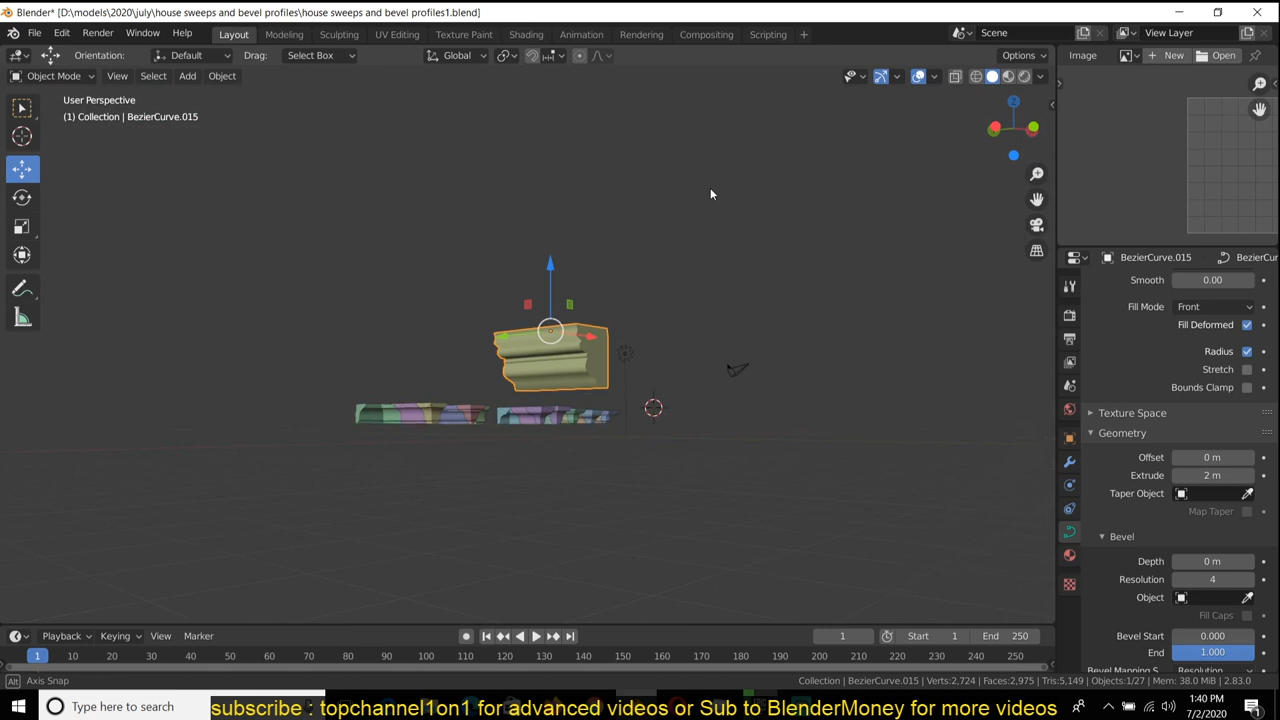 Blender* [D:\models\2020\july\house sweeps and bevel profiles\house sweeps and bevel profiles1.blend]
File Edit Render Window Help Layout Modeling Sculpting UV Editing Texture Paint Shading Animation Rendering Compositing Scripting + Scene View Layer
Orientation: Default Drag: Select Box Global Options Image + New Open
Object Mode View Select Add Object
User Perspective
(1) Collection | BezierCurve.015
Z
BezierCurve.015 BezierCur
Smooth 0.00
Fill Mode Front
Fill Deformed
Radius
Stretch
Bounds Clamp
Texture Space
Geometry
Offset 0 m
Extrude 2 m
Taper Object
Map Taper
Bevel
Depth 0 m
Resolution 4
Object
Fill Caps
Bevel Start 0.000
End 1.000
Bevel Mapping S Resolution
Playback Keying View Marker 1 Start 1 End 250
1 10 20 30 40 50 60 70 80 90 100 110 120 130 140 150 160 170 180 190 200 210 220 230 240 250
Alt Axis Snap Collection | BezierCurve.015 | Verts:2,724 | Faces:2,975 | Tris:5,149 | Objects:1/27 | Mem: 38.0 MiB | 2.83.0
Type here to search
subscribe : topchannel1on1 for advanced videos or Sub to BlenderMoney for more videos
1:40 PM
7/2/2020